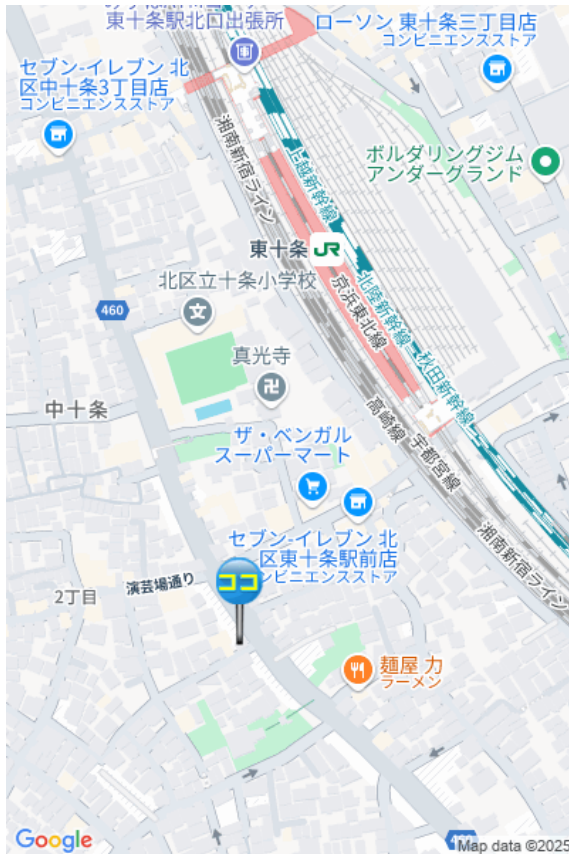 東十条駅北口出張所
ローソン 東十条三丁目店
コンビニエンスストア
セブン-イレブン 北
区中十条3丁目店
コンビニエンスストア
湘南新宿ライン
上越新幹線
ボルダリングジム
アンダーグランド
東十条
JR
北区立十条小学校
文
京浜東北線
北陸新幹線
460
秋田新幹線
真光寺
卍
中十条
高崎線
宇都宮線
ザ・ベンガル
スーパーマート
湘南新宿ライン
セブン-イレブン 北
区東十条駅前店
ンビニエンスストア
ココ
演芸場通り
2丁目
麺屋 力
ラーメン
Google
Map data ©2025